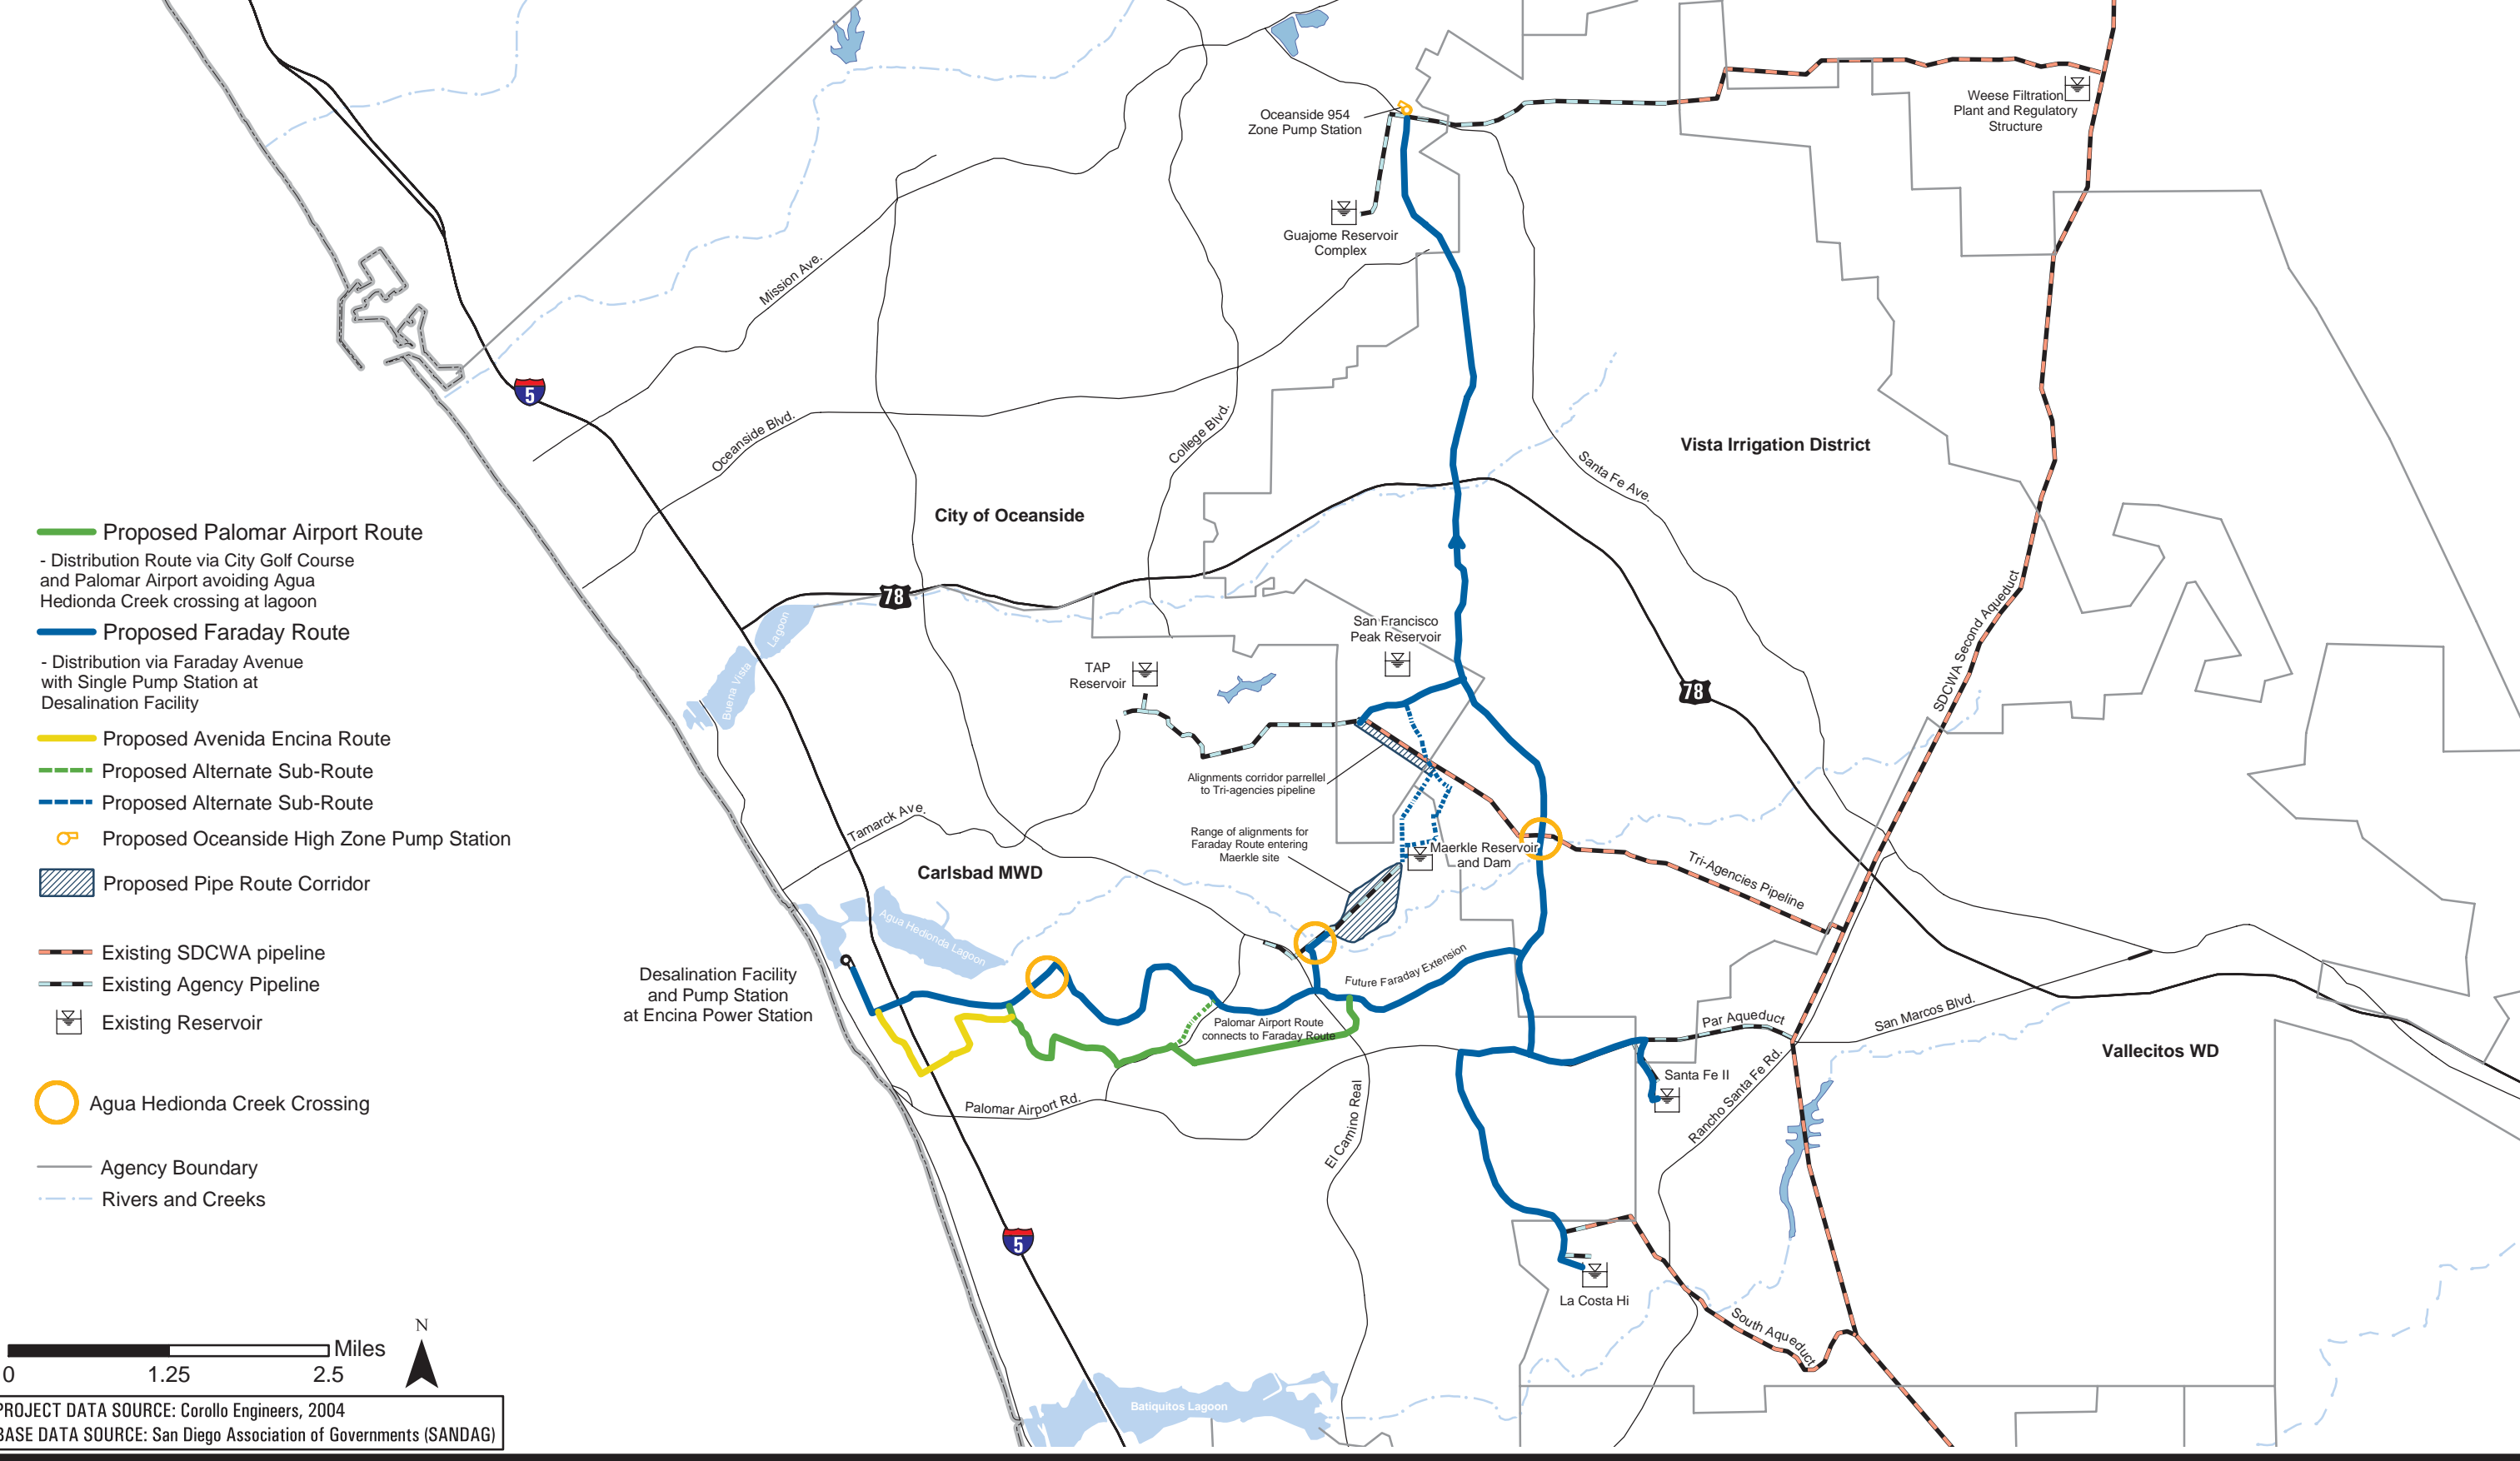 Oceanside 954
Zone Pump Station
Weese Filtration
Plant and Regulatory
Structure
Guajome Reservoir
Complex
Mission Ave.
5
Oceanside Blvd.
College Blvd.
Santa Fe Ave.
Vista Irrigation District
City of Oceanside
78
Buena Vista
Lagoon
San Francisco
Peak Reservoir
TAP
Reservoir
78
SDCWA Second Aqueduct
Alignments corridor parrellel
to Tri-agencies pipeline
Tamarck Ave.
Range of alignments for
Faraday Route entering
Maerkle site
Maerkle Reservoir
and Dam
Tri-Agencies Pipeline
Carlsbad MWD
Agua Hedionda Lagoon
Desalination Facility
and Pump Station
at Encina Power Station
Future Faraday Extension
Palomar Airport Route
connects to Faraday Route
Par Aqueduct
San Marcos Blvd.
Vallecitos WD
Santa Fe II
Rancho Santa Fe Rd.
Palomar Airport Rd.
El Camino Real
5
La Costa Hi
South Aqueduct
Batiquitos Lagoon
Proposed Palomar Airport Route
- Distribution Route via City Golf Course
and Palomar Airport avoiding Agua
Hedionda Creek crossing at lagoon
Proposed Faraday Route
- Distribution via Faraday Avenue
with Single Pump Station at
Desalination Facility
Proposed Avenida Encina Route
Proposed Alternate Sub-Route
Proposed Alternate Sub-Route
Proposed Oceanside High Zone Pump Station
Proposed Pipe Route Corridor
Existing SDCWA pipeline
Existing Agency Pipeline
Existing Reservoir
Agua Hedionda Creek Crossing
Agency Boundary
Rivers and Creeks
N
Miles
0 1.25 2.5
PROJECT DATA SOURCE: Corollo Engineers, 2004
BASE DATA SOURCE: San Diego Association of Governments (SANDAG)